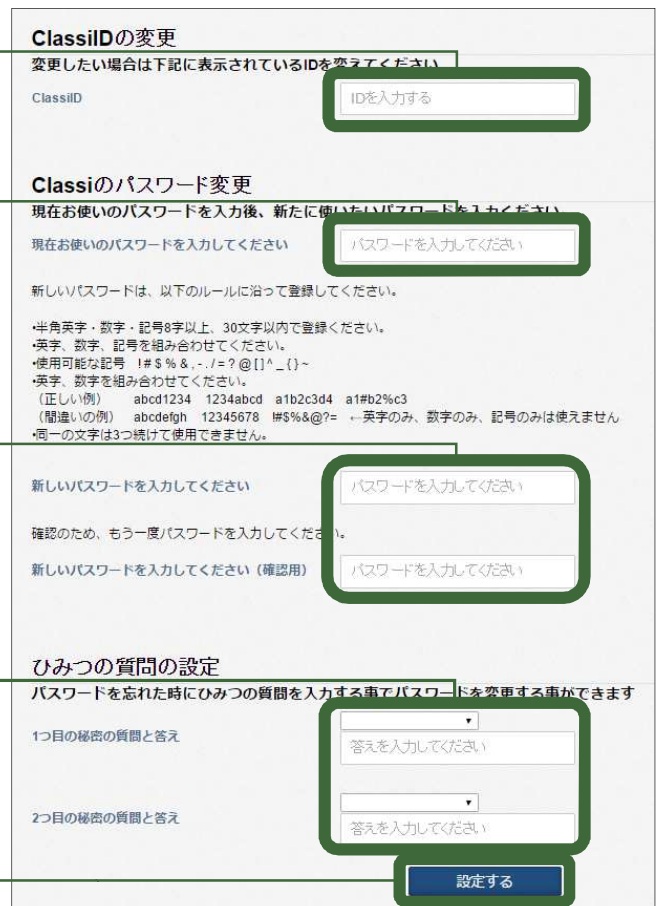 ClassiIDの変更
変更したい場合は下記に表示されているIDを変えてください
ClassiID
IDを入力する
Classiのパスワード変更
現在お使いのパスワードを入力後、新たに使いたいパスワードを入力ください
現在お使いのパスワードを入力してください
パスワードを入力してください
新しいパスワードは、以下のルールに沿って登録してください。
•半角英字・数字・記号8字以上、30文字以内で登録ください。
•英字、数字、記号を組み合わせてください。
•使用可能な記号 !#$%&,-./=?@[]^_{}~
•英字、数字を組み合わせてください。
（正しい例） abcd1234 1234abcd a1b2c3d4 a1#b2%c3
（間違いの例） abcdefgh 12345678 !#$%&@?= ←英字のみ、数字のみ、記号のみは使えません
•同一の文字は3つ続けて使用できません。
新しいパスワードを入力してください
パスワードを入力してください
確認のため、もう一度パスワードを入力してください。
新しいパスワードを入力してください（確認用）
パスワードを入力してください
ひみつの質問の設定
パスワードを忘れた時にひみつの質問を入力する事でパスワードを変更する事ができます
1つ目の秘密の質問と答え
答えを入力してください
2つ目の秘密の質問と答え
答えを入力してください
設定する